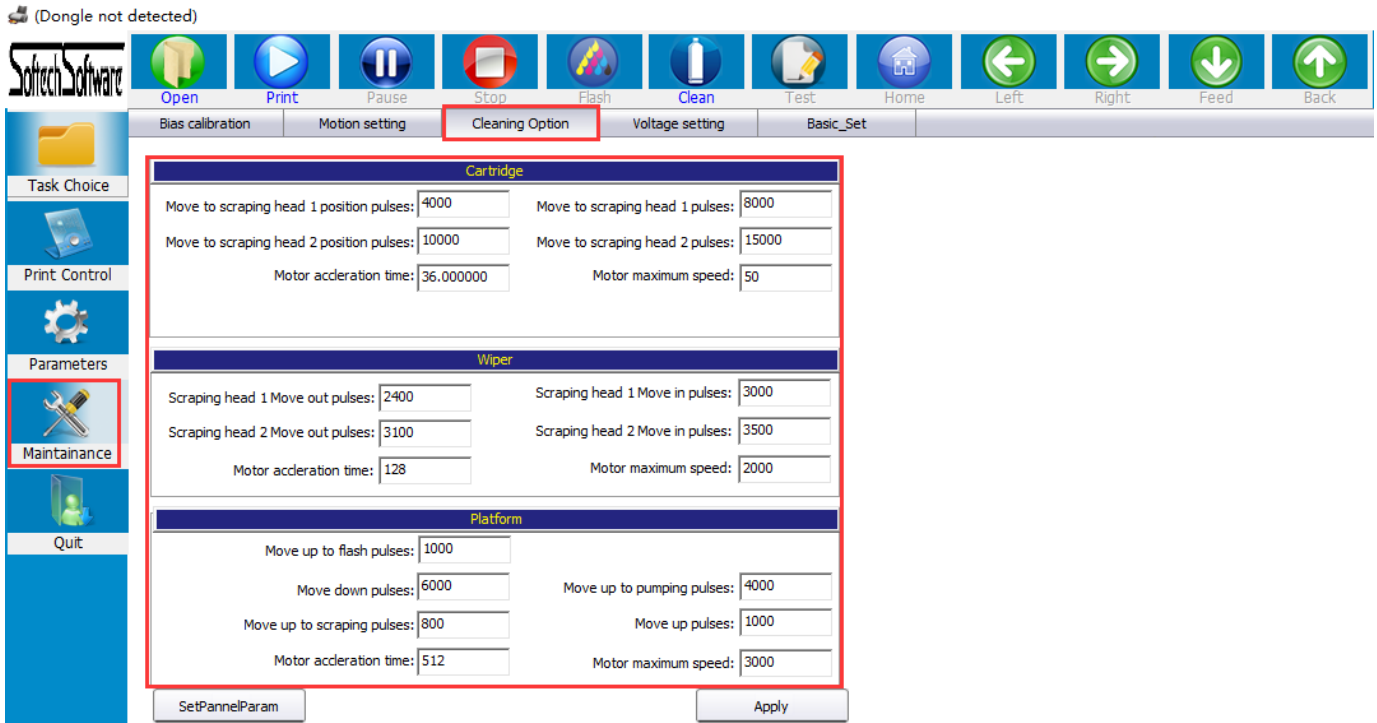 (Dongle not detected)
Softech Software
Open Print Pause Stop Flash Clean Test Home Left Right Feed Back
Bias calibration Motion setting Cleaning Option Voltage setting Basic_Set
Task Choice
Print Control
Parameters
Maintainance
Quit
Cartridge
Move to scraping head 1 position pulses: 4000 Move to scraping head 1 pulses: 8000
Move to scraping head 2 position pulses: 10000 Move to scraping head 2 pulses: 15000
Motor accleration time: 36.000000 Motor maximum speed: 50
Wiper
Scraping head 1 Move out pulses: 2400 Scraping head 1 Move in pulses: 3000
Scraping head 2 Move out pulses: 3100 Scraping head 2 Move in pulses: 3500
Motor accleration time: 128 Motor maximum speed: 2000
Platform
Move up to flash pulses: 1000
Move down pulses: 6000 Move up to pumping pulses: 4000
Move up to scraping pulses: 800 Move up pulses: 1000
Motor accleration time: 512 Motor maximum speed: 3000
SetPannelParam Apply